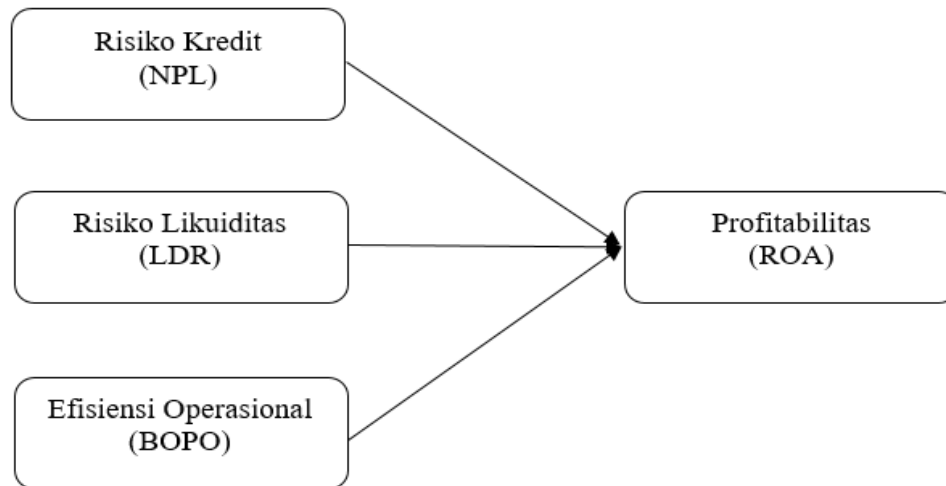 Risiko Kredit
(NPL)
Risiko Likuiditas
(LDR)
Profitabilitas
(ROA)
Efisiensi Operasional
(BOPO)